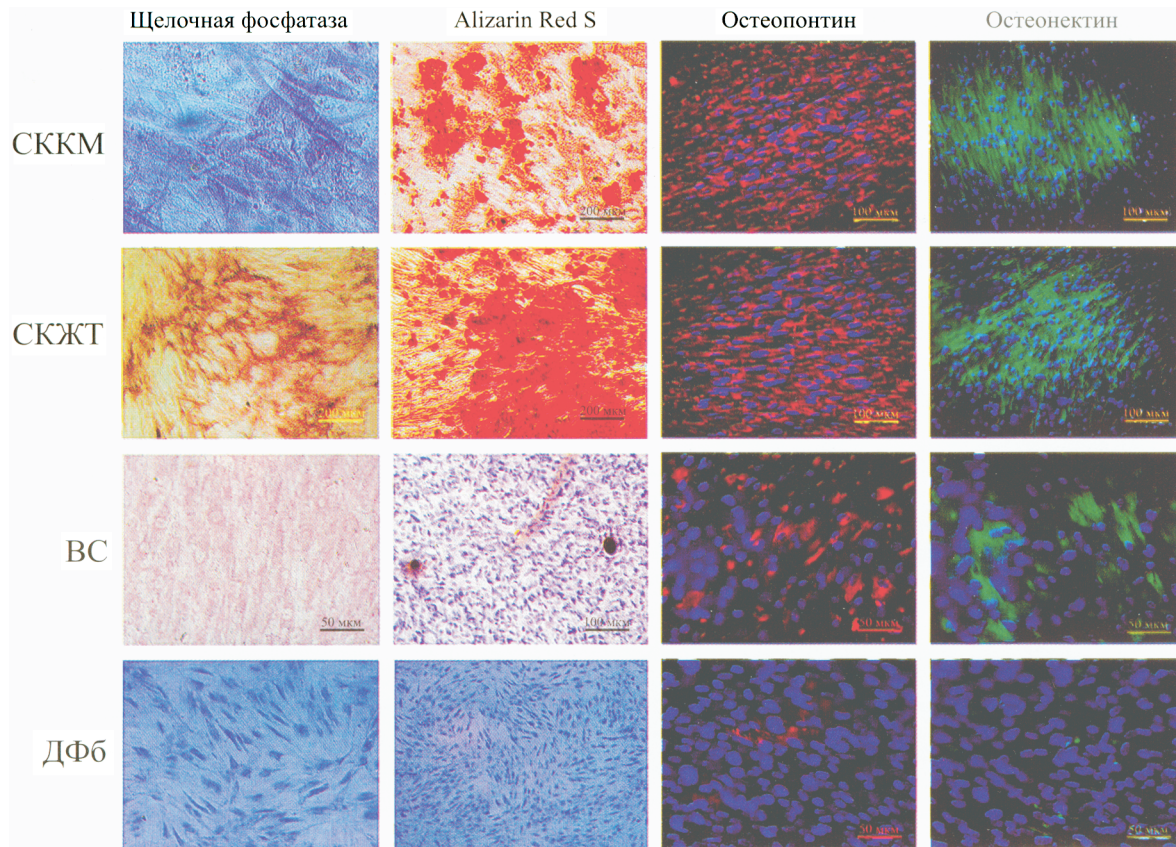 Щелочная фосфатаза Alizarin Red S Остеопонтин Остеонектин
СККМ
200 мкм 100 мкм 100 мкм
СКЖТ
200 мкм 200 мкм 100 мкм 100 мкм
ВС
50 мкм 100 мкм 50 мкм 50 мкм
ДФб
50 мкм 50 мкм